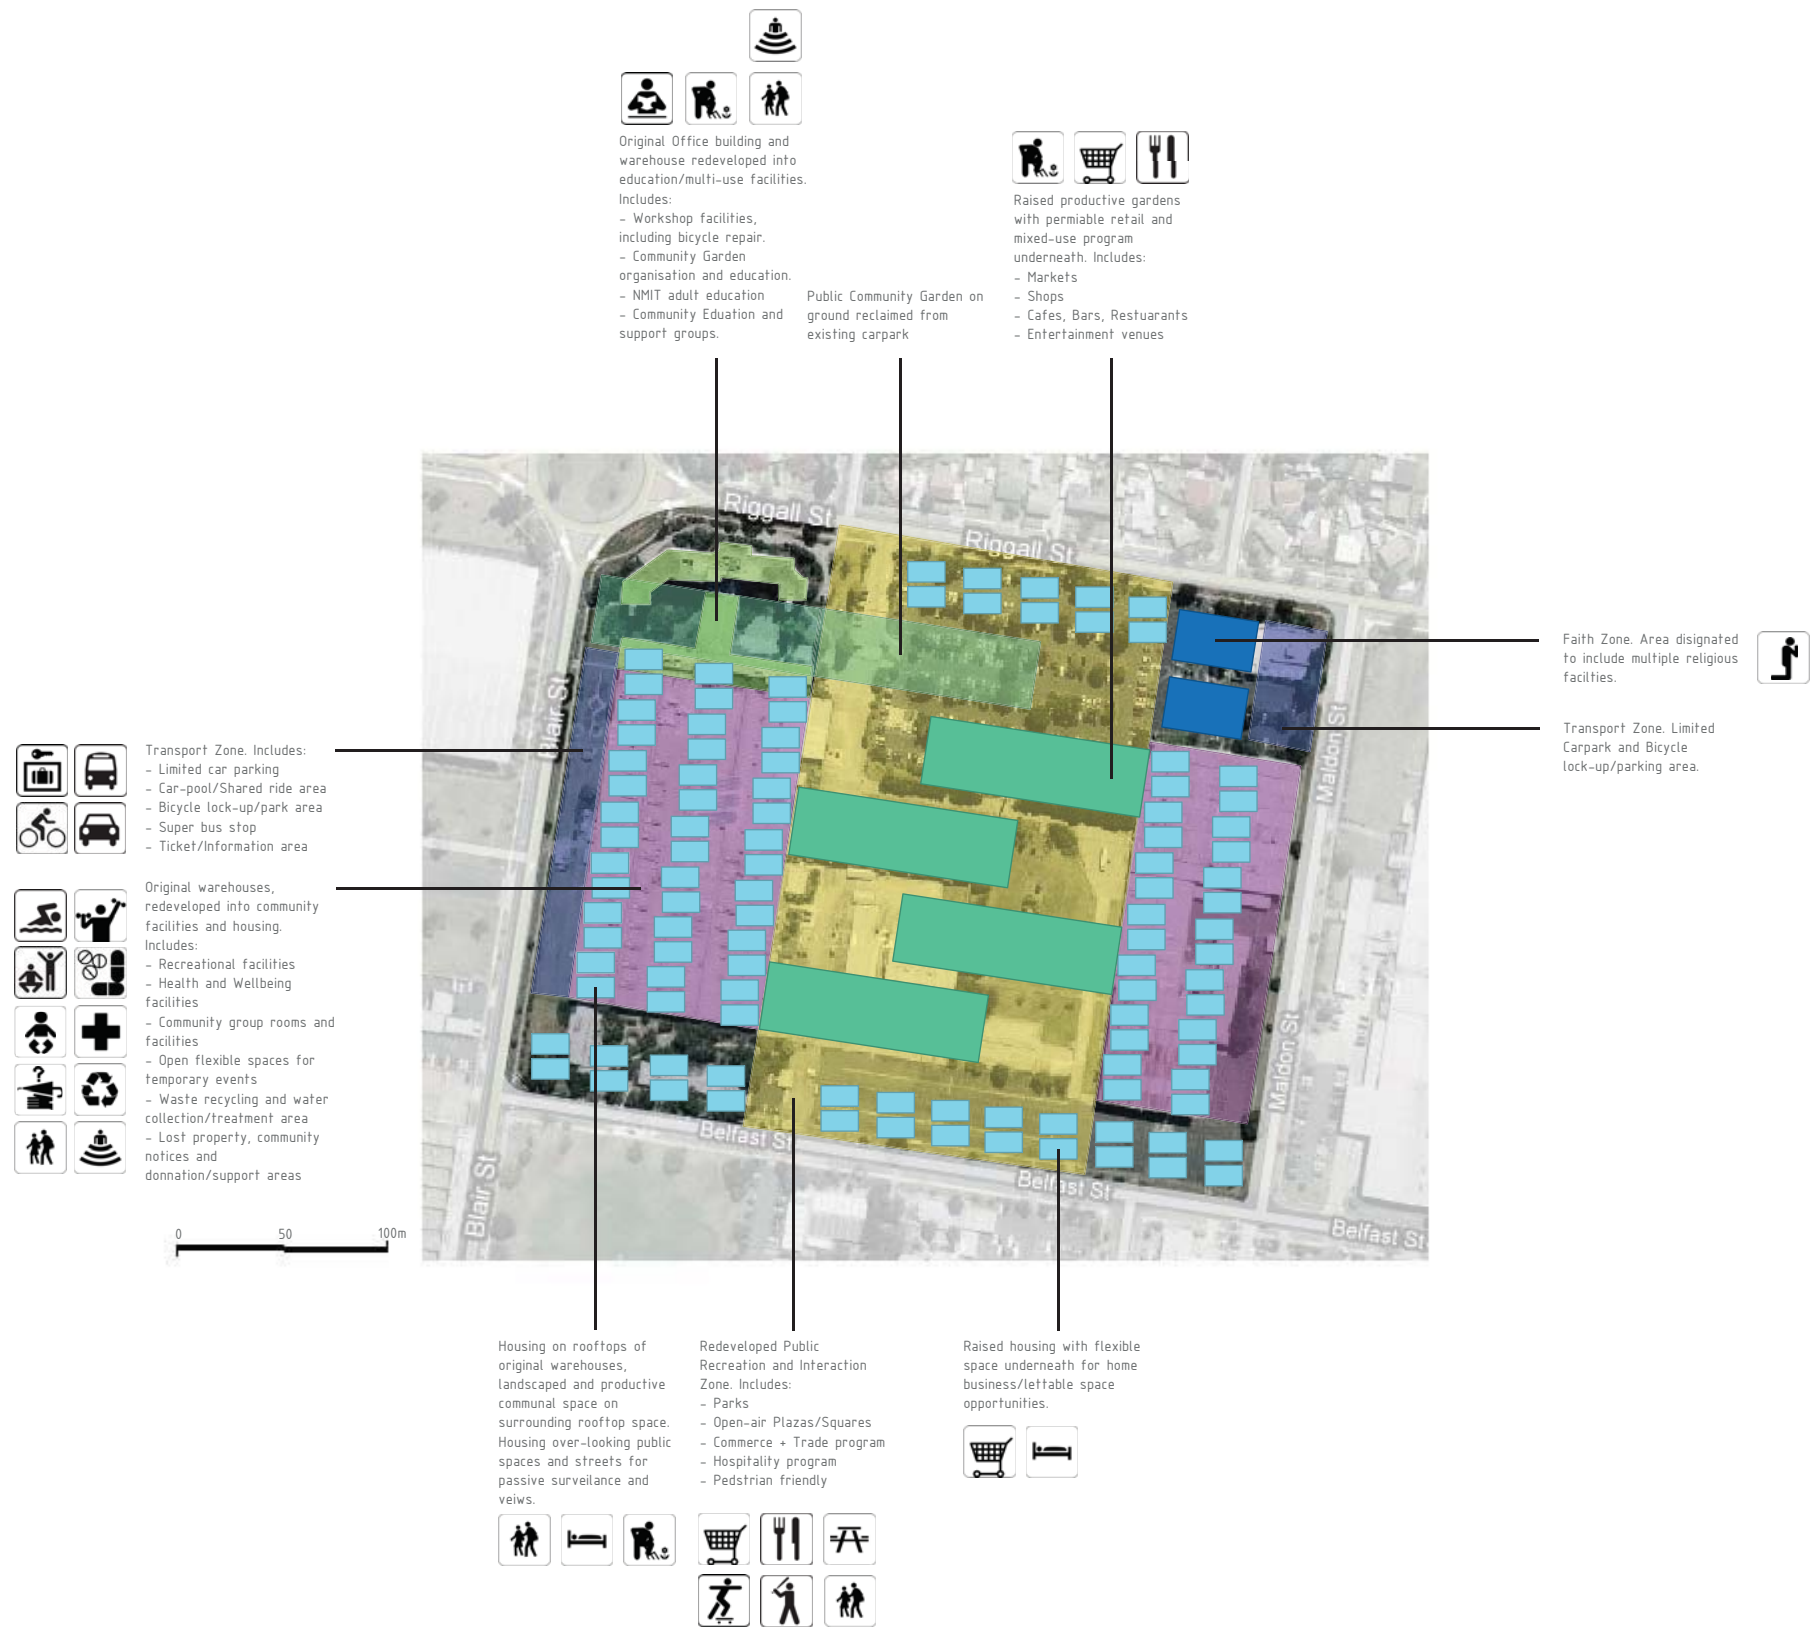 Original Office building and
warehouse redeveloped into
education/multi-use facilities.
Includes:
- Workshop facilities,
including bicycle repair.
- Community Garden
organisation and education.
- NMIT adult education
- Community Eduation and
support groups.
Public Community Garden on
ground reclaimed from
existing carpark
Raised productive gardens
with permiable retail and
mixed-use program
underneath. Includes:
- Markets
- Shops
- Cafes, Bars, Restuarants
- Entertainment venues
Riggall St
Riggall St
Blair St
Maldon St
Faith Zone. Area disignated
to include multiple religious
facilties.
Transport Zone. Limited
Carpark and Bicycle
lock-up/parking area.
Transport Zone. Includes:
- Limited car parking
- Car-pool/Shared ride area
- Bicycle lock-up/park area
- Super bus stop
- Ticket/Information area
Original warehouses,
redeveloped into community
facilities and housing.
Includes:
- Recreational facilities
- Health and Wellbeing
facilities
- Community group rooms and
facilities
- Open flexible spaces for
temporary events
- Waste recycling and water
collection/treatment area
- Lost property, community
notices and
donnation/support areas
?
Maldon St
Belfast St
Belfast St
Blair St
Belfast St
0 50 100m
Housing on rooftops of
original warehouses,
landscaped and productive
communal space on
surrounding rooftop space.
Housing over-looking public
spaces and streets for
passive surveilance and
veiws.
Redeveloped Public
Recreation and Interaction
Zone. Includes:
- Parks
- Open-air Plazas/Squares
- Commerce + Trade program
- Hospitality program
- Pedstrian friendly
Raised housing with flexible
space underneath for home
business/lettable space
opportunities.